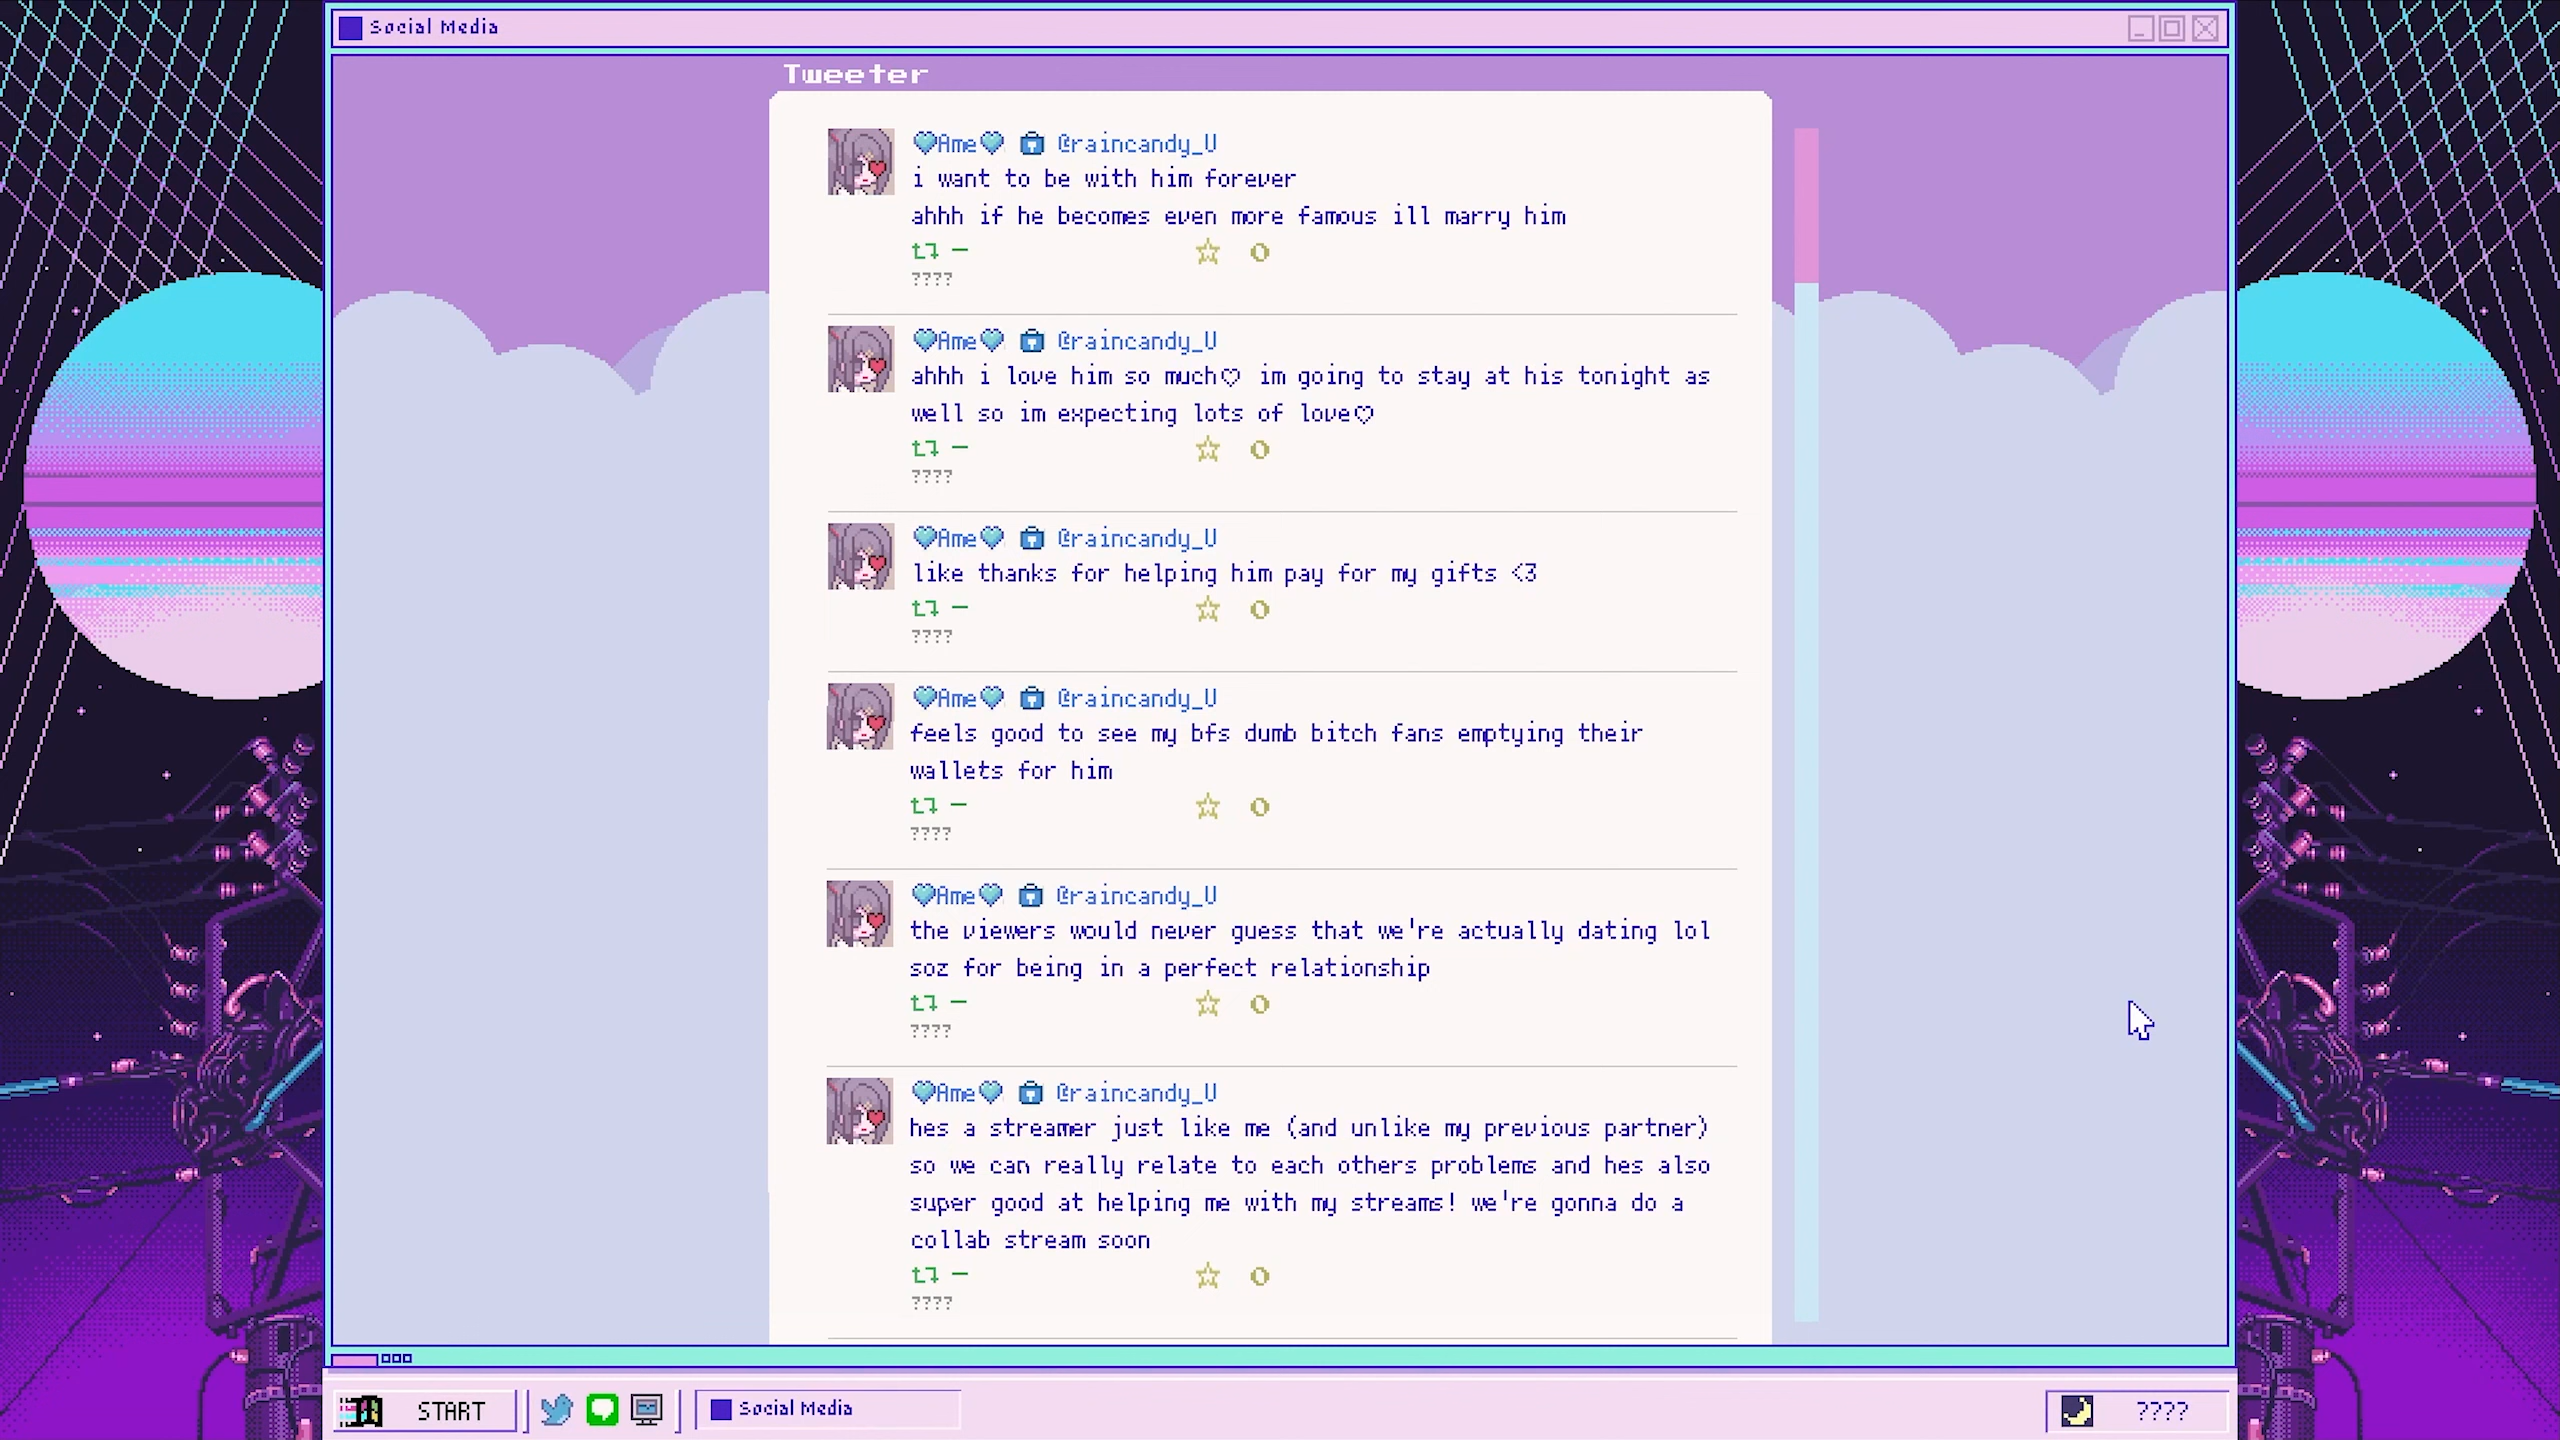 Social Media
Tweeter
Ame @raincandy_U
i want to be with him forever
ahhh if he becomes even more famous ill marry him
0
????
Ame @raincandy_U
ahhh i love him so much♡ im going to stay at his tonight as
well so im expecting lots of love♡
0
????
Ame @raincandy_U
like thanks for helping him pay for my gifts <3
0
????
Ame @raincandy_U
feels good to see my bfs dumb bitch fans emptying their
wallets for him
0
????
Ame @raincandy_U
the viewers would never guess that we're actually dating lol
soz for being in a perfect relationship
0
????
Ame @raincandy_U
hes a streamer just like me (and unlike my previous partner)
so we can really relate to each others problems and hes also
super good at helping me with my streams! we're gonna do a
collab stream soon
0
????
START
Social Media
????